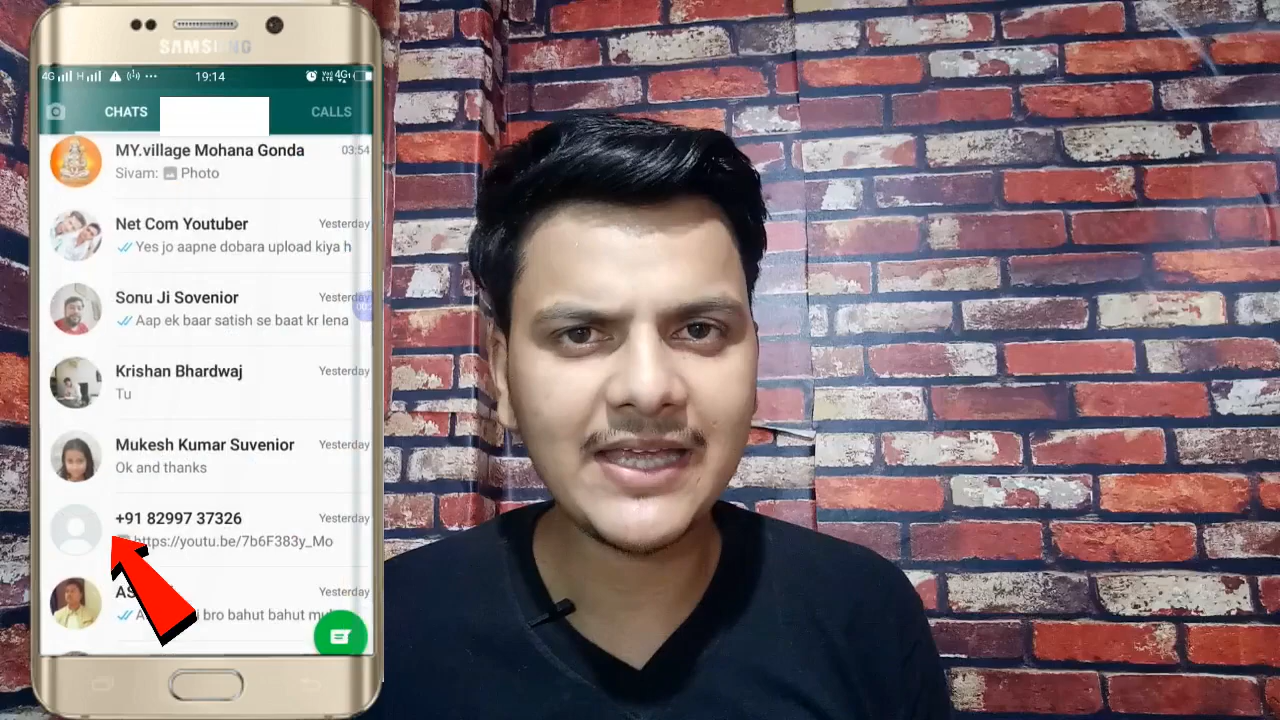 SAMSUNG
4G H 19:14 4G
CHATS CALLS
MY.village Mohana Gonda 03:54
Sivam: Photo
Net Com Youtuber Yesterday
Yes jo aapne dobara upload kiya h
Sonu Ji Sovenior Yesterday
Aap ek baar satish se baat kr lena
Krishan Bhardwaj Yesterday
Tu
Mukesh Kumar Suvenior Yesterday
Ok and thanks
+91 82997 37326 Yesterday
https://youtu.be/7b6F383y_Mo
Yesterday
bro bahut bahut